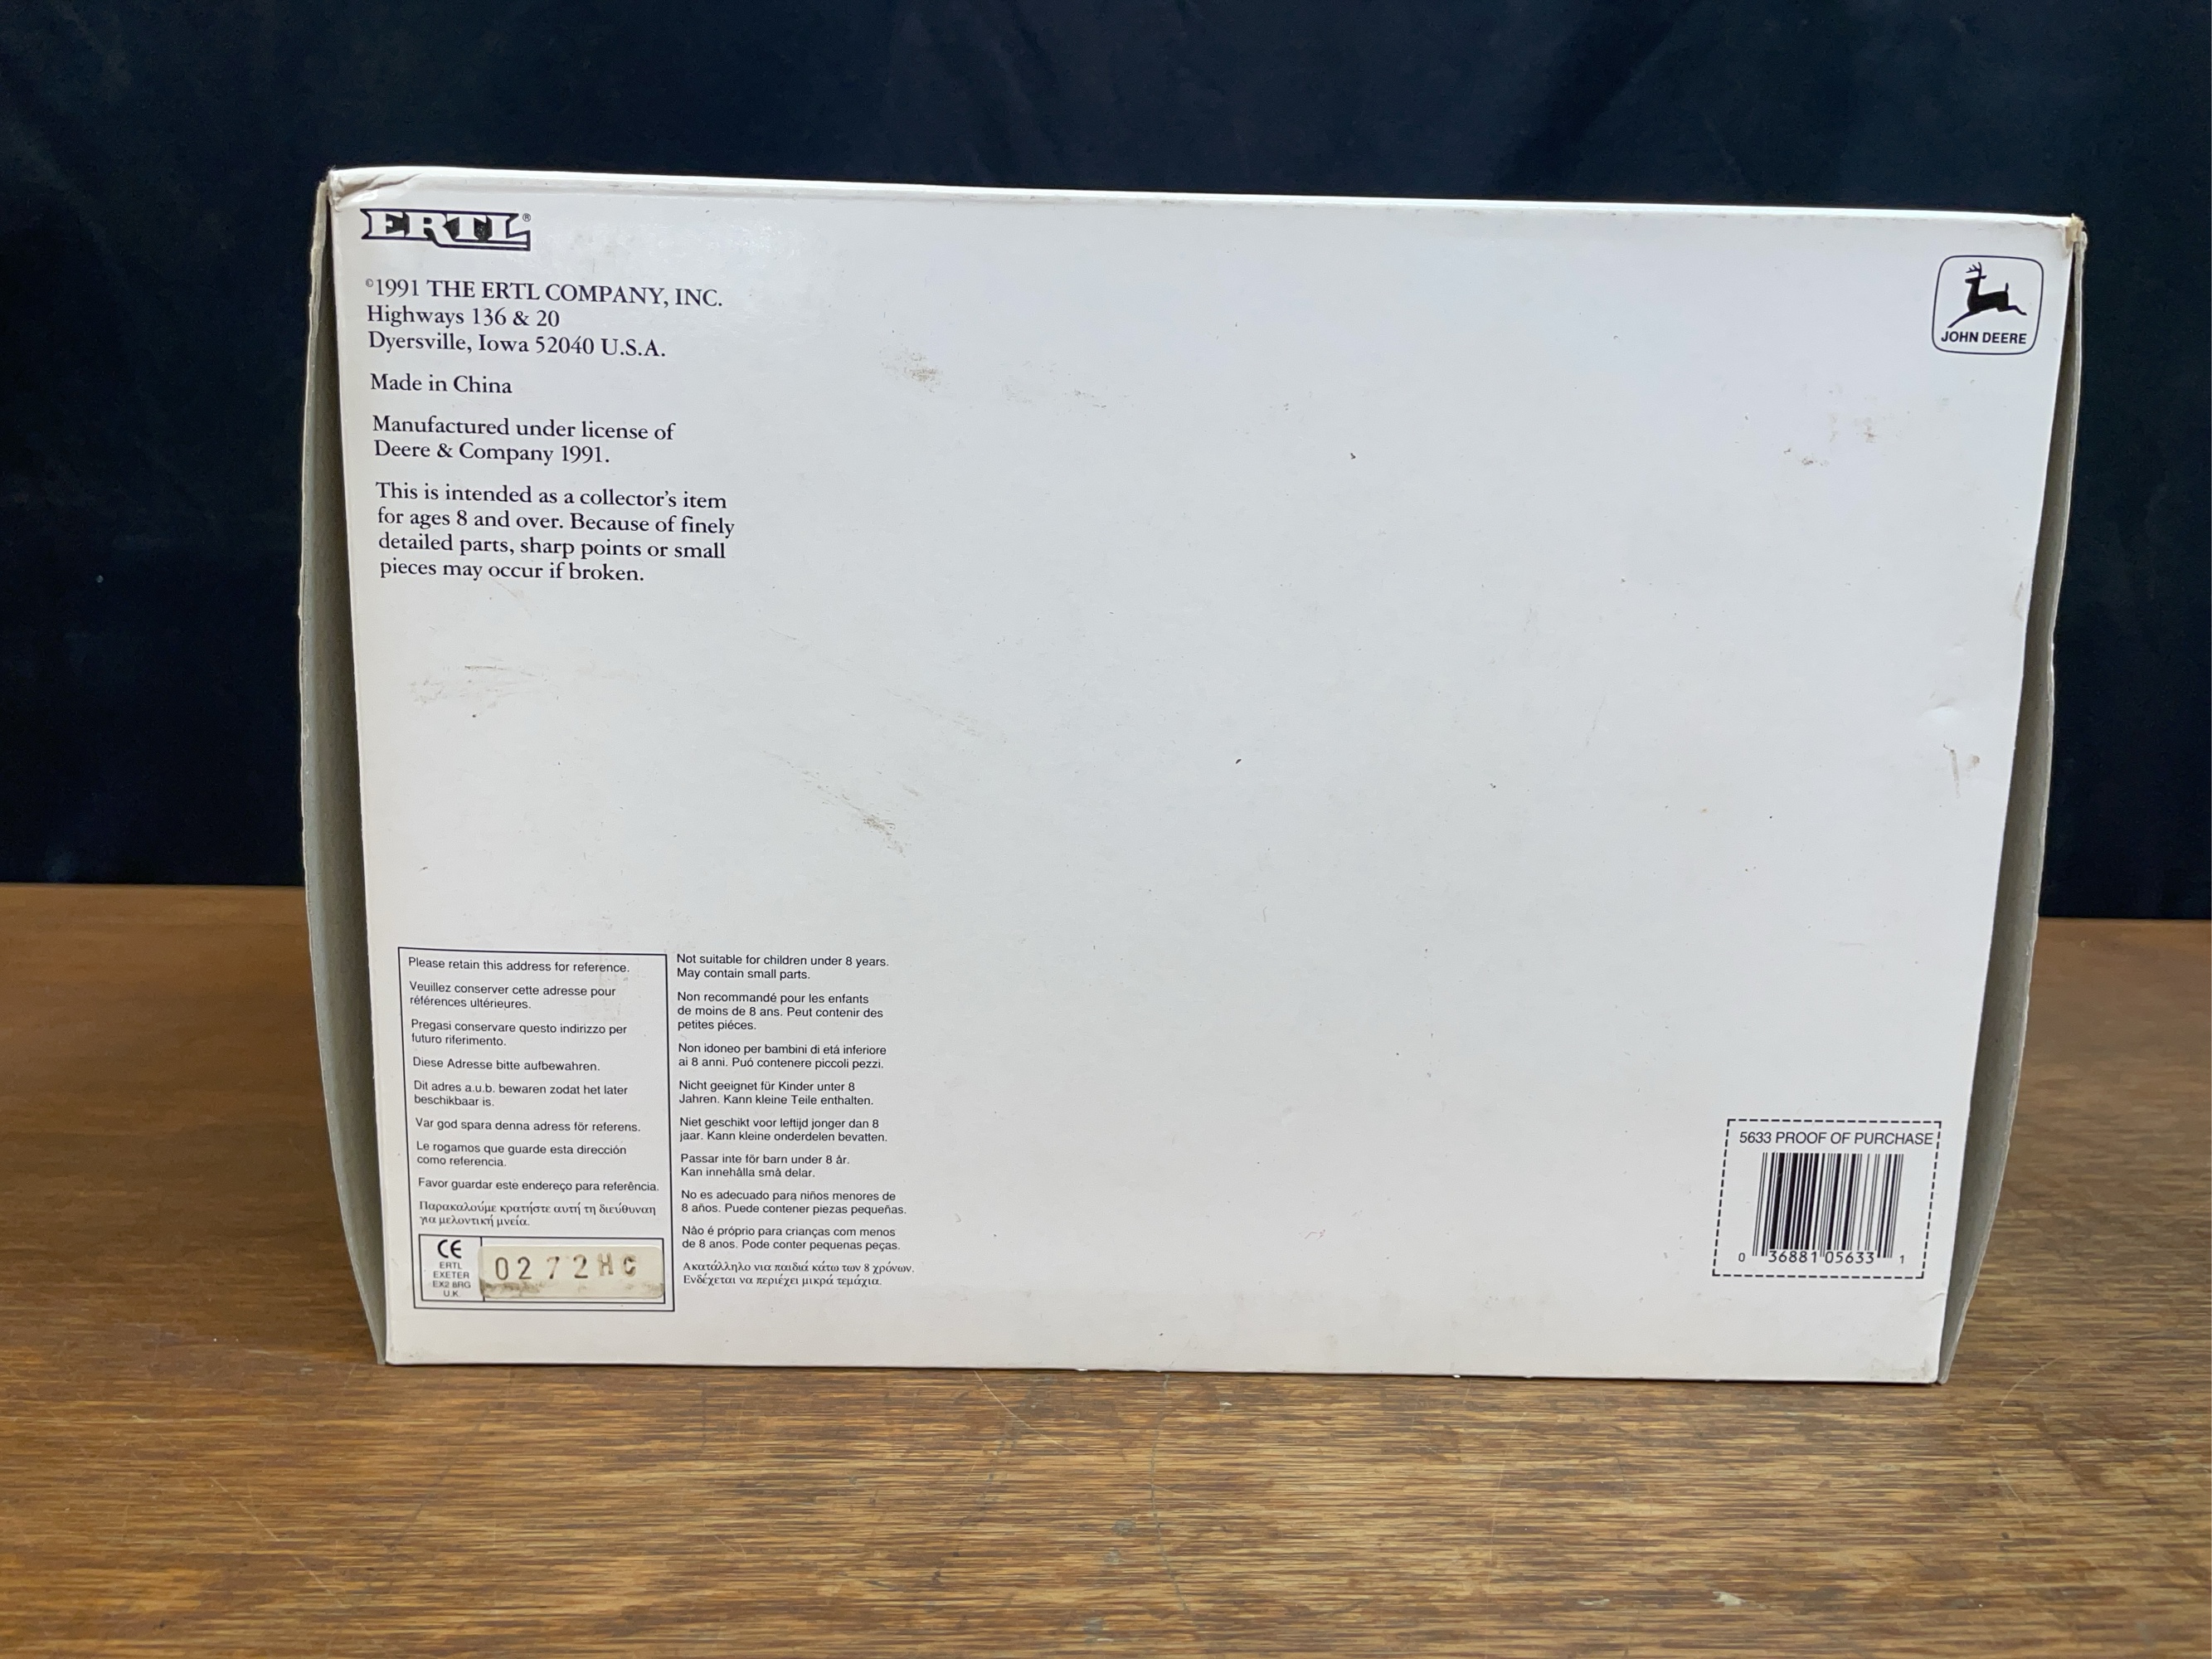 ERTL®
©1991 THE ERTL COMPANY, INC.
Highways 136 & 20
Dyersville, Iowa 52040 U.S.A.
Made in China
Manufactured under license of
Deere & Company 1991.
This is intended as a collector's item
for ages 8 and over. Because of finely
detailed parts, sharp points or small
pieces may occur if broken.
JOHN DEERE
Please retain this address for reference.
Veuillez conserver cette adresse pour
références ultérieures.
Pregasi conservare questo indirizzo per
futuro riferimento.
Diese Adresse bitte aufbewahren.
Dit adres a.u.b. bewaren zodat het later
beschikbaar is.
Var god spara denna adress för referens.
Le rogamos que guarde esta dirección
como referencia.
Favor guardar este endereço para referência.
Παρακαλούμε κρατήστε αυτή τη διεύθυναη
για μελοντική μνεία.
CE
ERTL
EXETER
EX2 8RG
U.K.
0272HC
Not suitable for children under 8 years.
May contain small parts.
Non recommandé pour les enfants
de moins de 8 ans. Peut contenir des
petites piéces.
Non idoneo per bambini di etá inferiore
ai 8 anni. Puó contenere piccoli pezzi.
Nicht geeignet für Kinder unter 8
Jahren. Kann kleine Teile enthalten.
Niet geschikt voor leftijd jonger dan 8
jaar. Kann kleine onderdelen bevatten.
Passar inte för barn under 8 år.
Kan innehålla små delar.
No es adecuado para niños menores de
8 años. Puede contener piezas pequeñas.
Não é próprio para crianças com menos
de 8 anos. Pode conter pequenas peças.
Ακατάλληλο για παιδιά κάτω των 8 χρόνων.
Ενδέχεται να περιέχει μικρά τεμάχια.
5633 PROOF OF PURCHASE
0 36881 05633 1